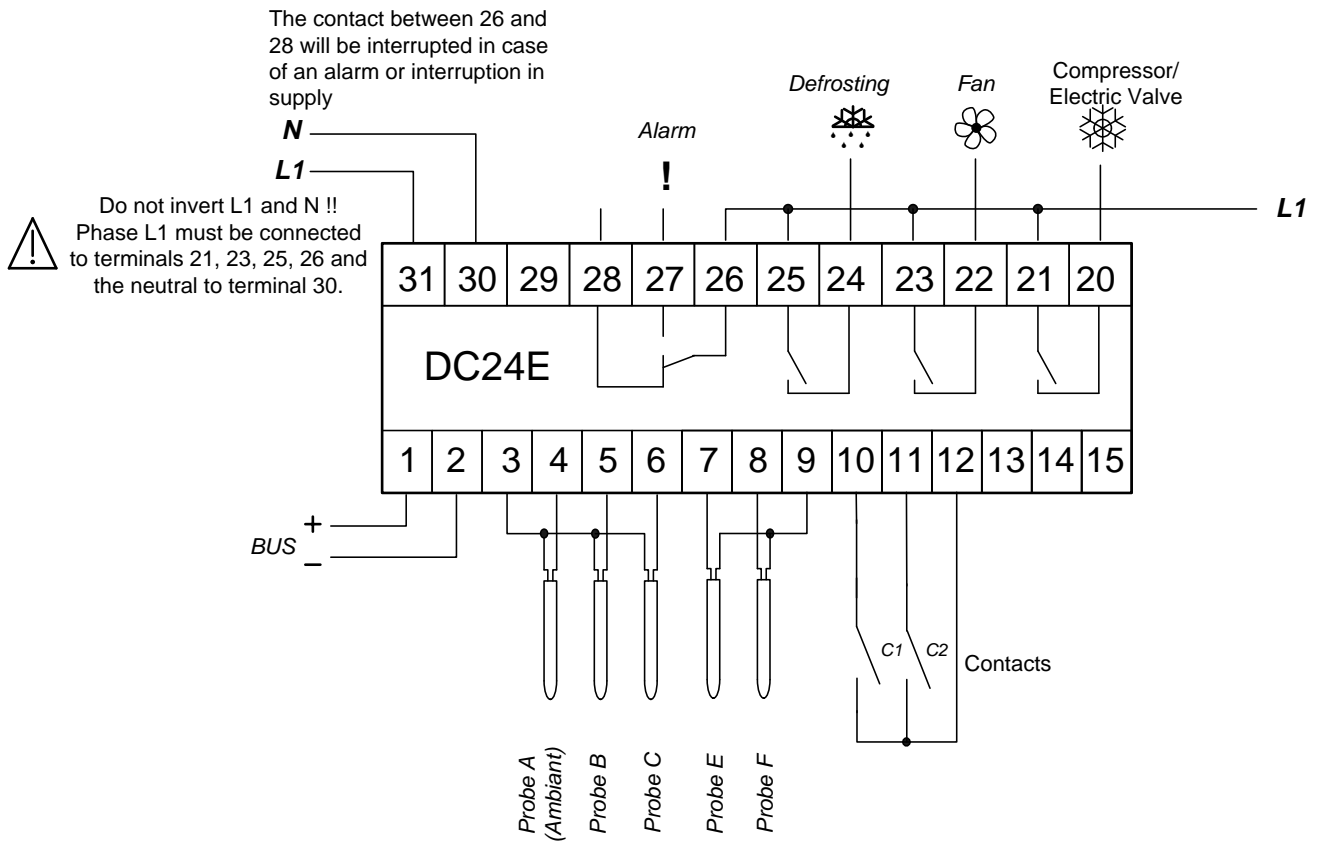 The contact between 26 and
28 will be interrupted in case
of an alarm or interruption in
supply
N
L1
Do not invert L1 and N !!
Phase L1 must be connected
to terminals 21, 23, 25, 26 and
the neutral to terminal 30.
Alarm
!
Defrosting
Fan
Compressor/
Electric Valve
L1
31 30 29 28 27 26 25 24 23 22 21 20
DC24E
1 2 3 4 5 6 7 8 9 10 11 12 13 14 15
+
BUS
–
C1 C2 Contacts
Probe A
(Ambiant)
Probe B
Probe C
Probe E
Probe F